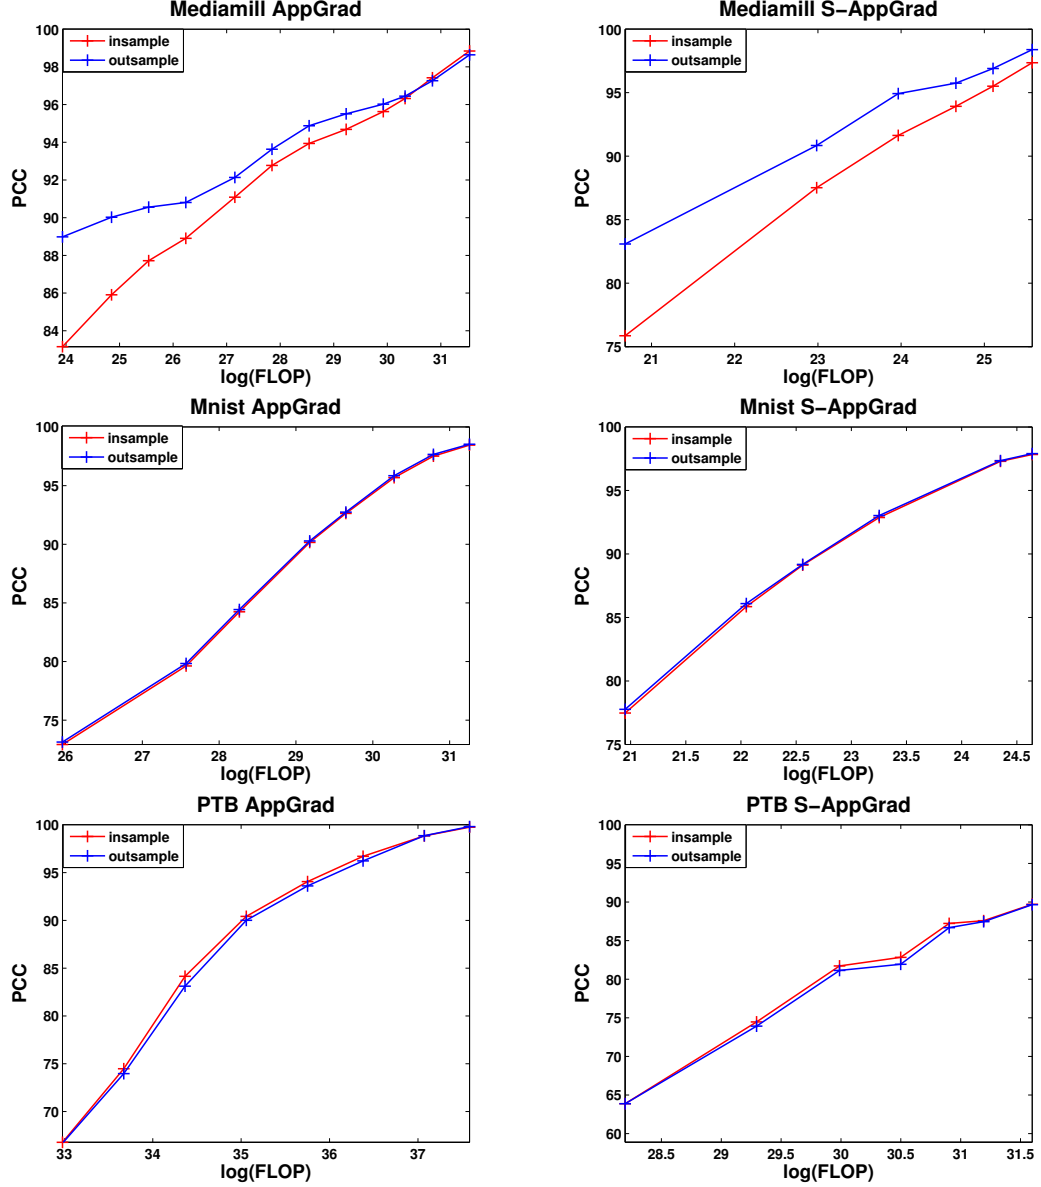 Mediamill AppGrad
insample
outsample
PCC
100
98
96
94
92
90
88
86
84
24 25 26 27 28 29 30 31
log(FLOP)
Mediamill S−AppGrad
insample
outsample
PCC
100
95
90
85
80
75
21 22 23 24 25
log(FLOP)
Mnist AppGrad
insample
outsample
PCC
100
95
90
85
80
75
26 27 28 29 30 31
log(FLOP)
Mnist S−AppGrad
insample
outsample
PCC
100
95
90
85
80
75
21 21.5 22 22.5 23 23.5 24 24.5
log(FLOP)
PTB AppGrad
insample
outsample
PCC
100
95
90
85
80
75
70
33 34 35 36 37
log(FLOP)
PTB S−AppGrad
insample
outsample
PCC
100
95
90
85
80
75
70
65
60
28.5 29 29.5 30 30.5 31 31.5
log(FLOP)